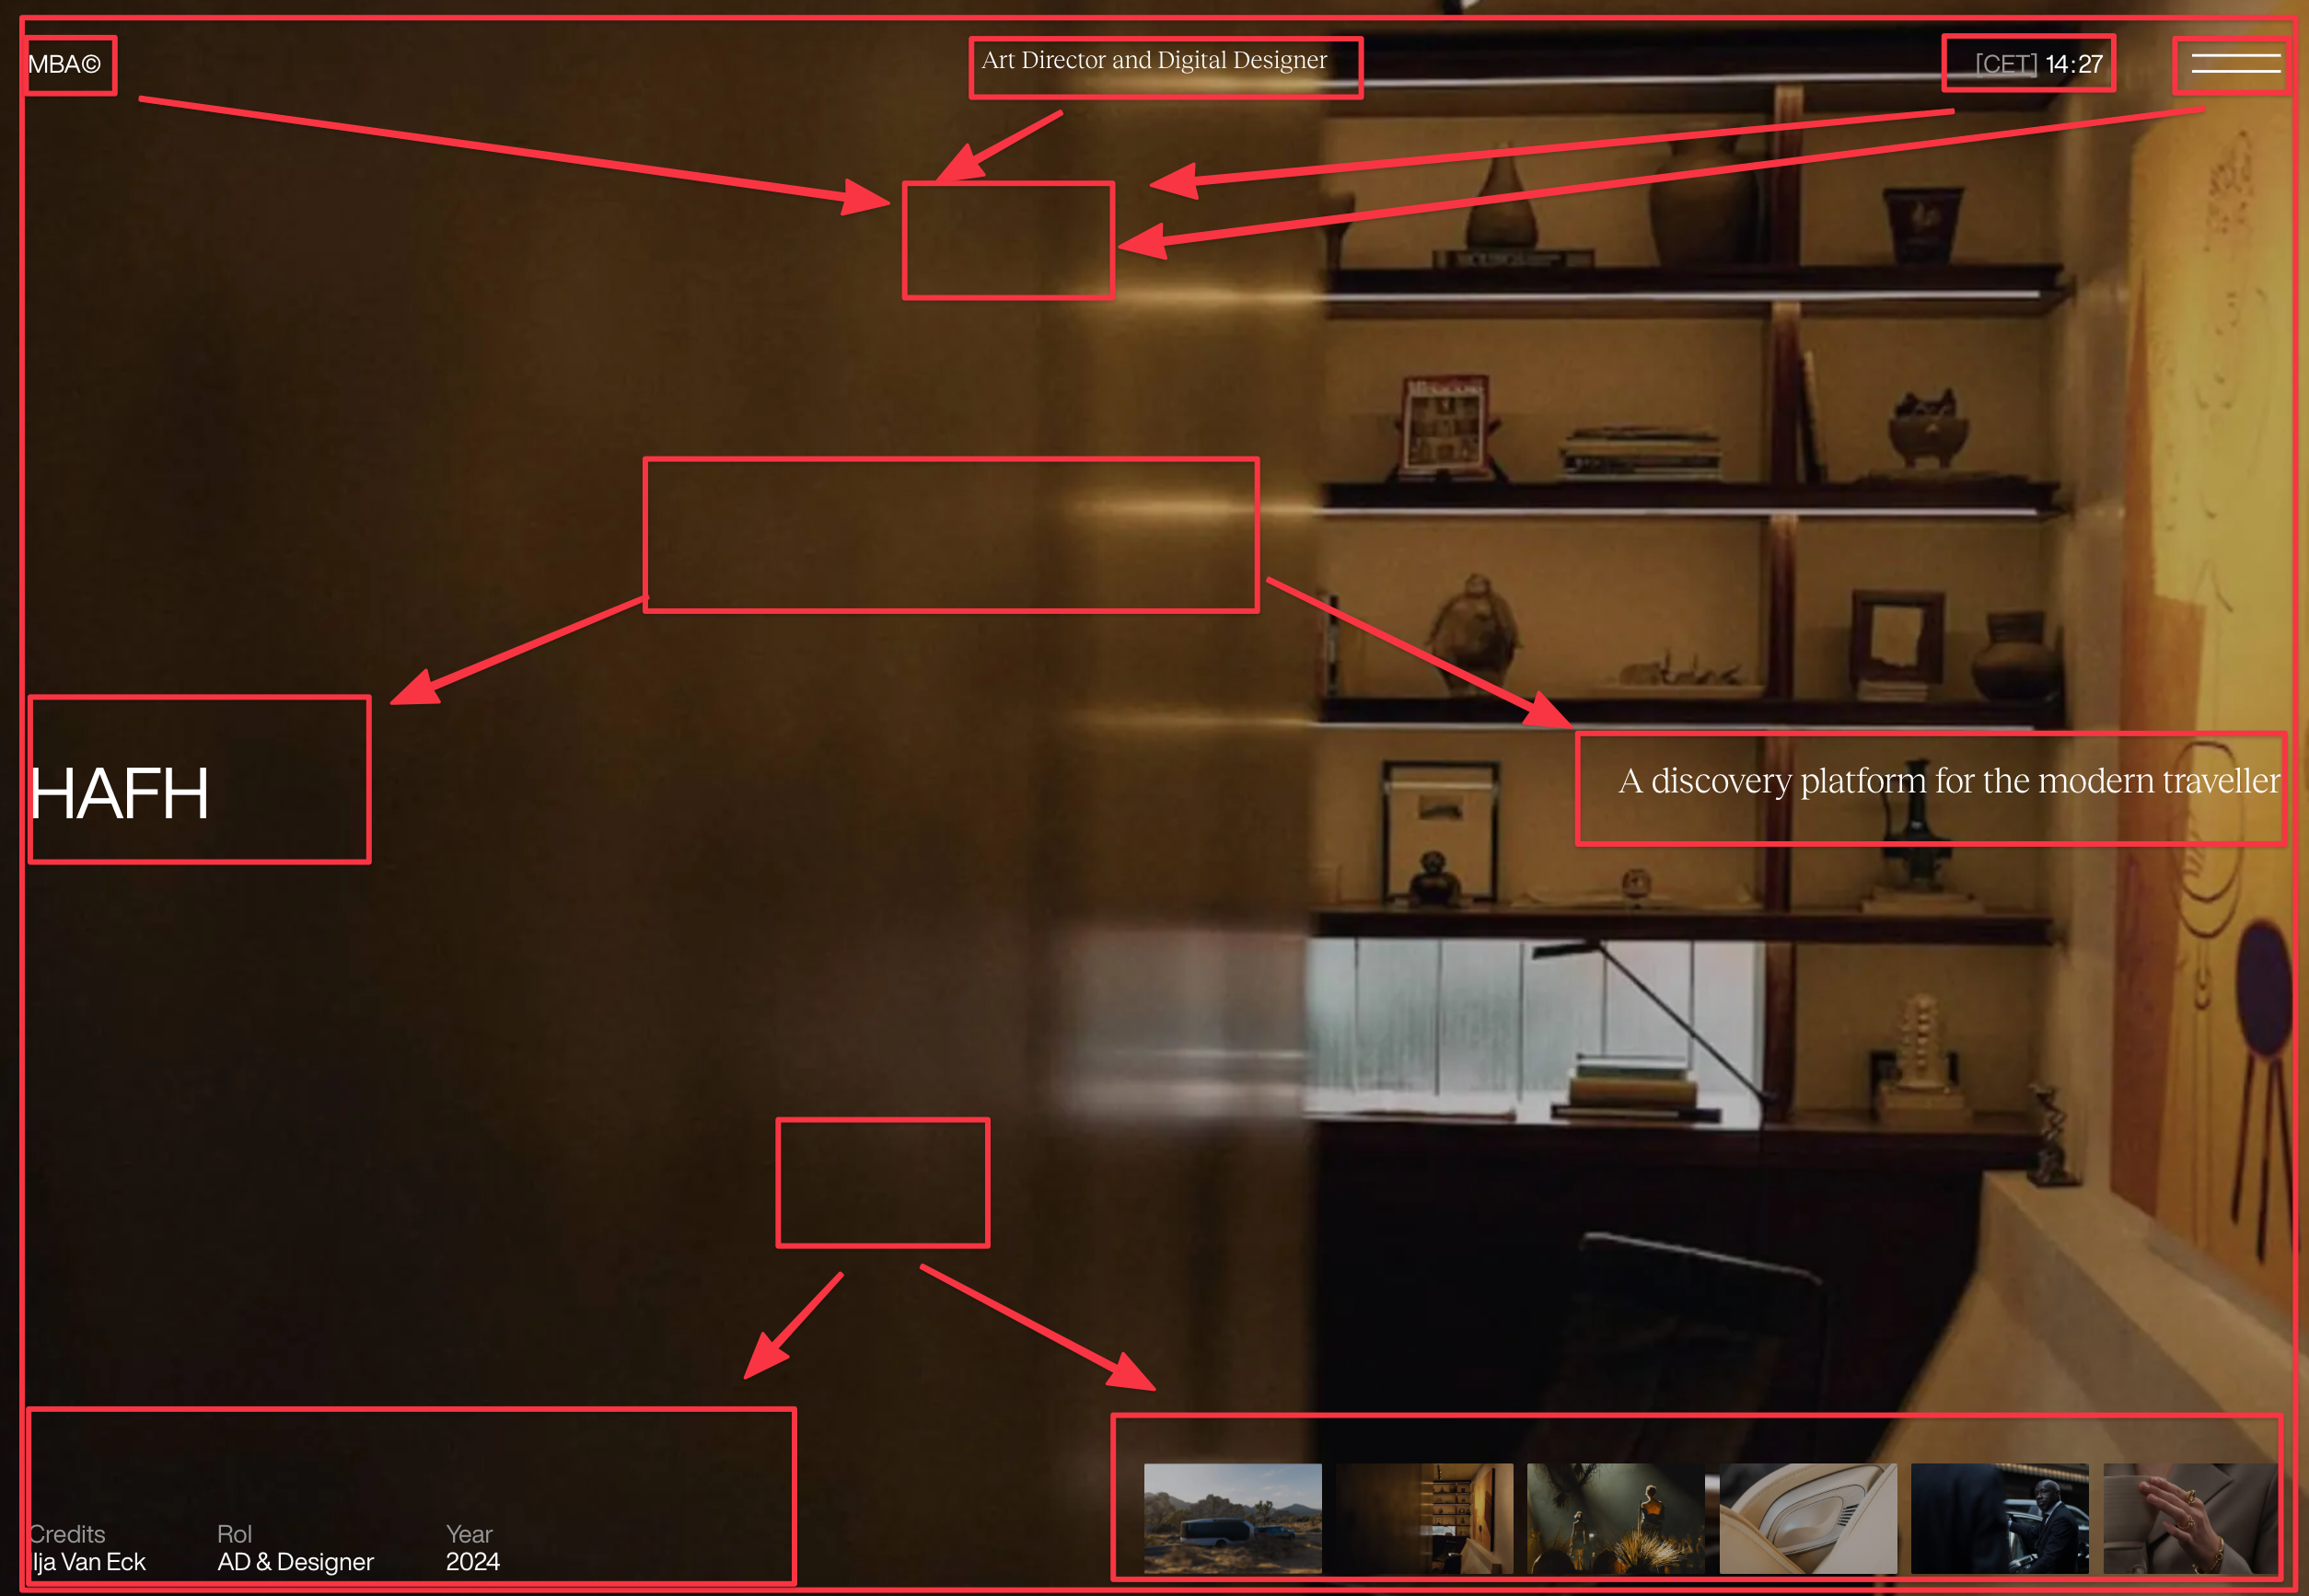 MBA©
Art Director and Digital Designer
[CET] 14:27
HAFH
A discovery platform for the modern traveller
Credits
Ilja Van Eck
Rol
AD & Designer
Year
2024